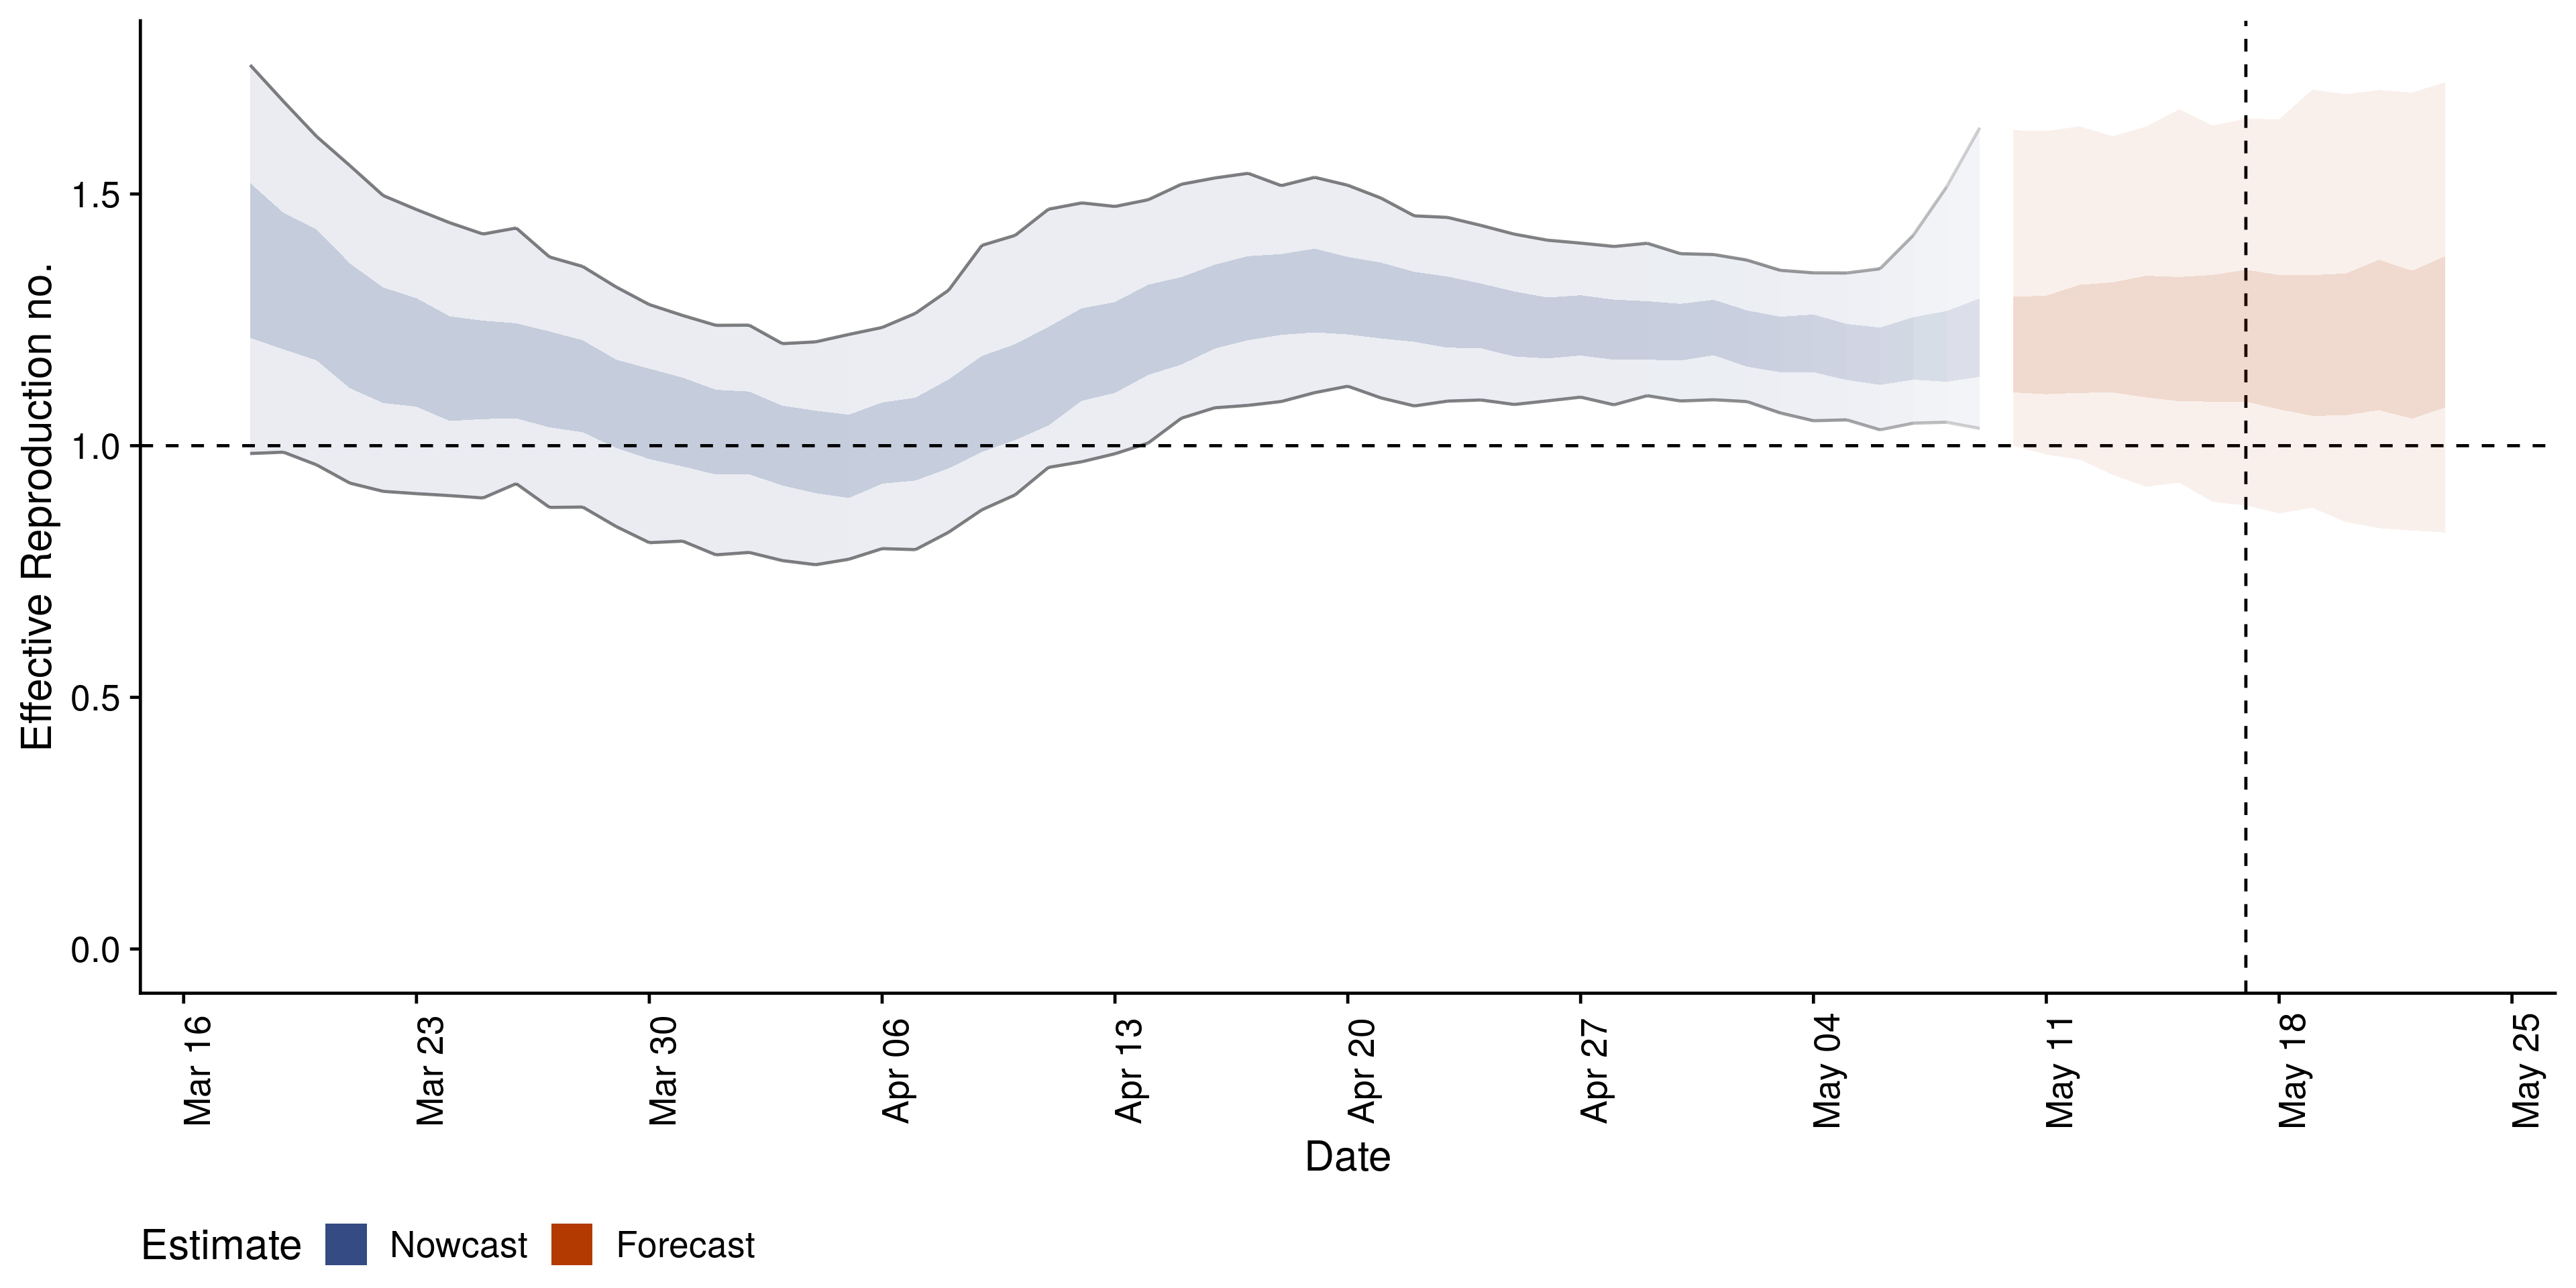 Effective Reproduction no.
1.5
1.0
0.5
0.0
Mar 16
Mar 23
Mar 30
Apr 06
Apr 13
Apr 20
Apr 27
May 04
May 11
May 18
May 25
Date
Estimate Nowcast Forecast